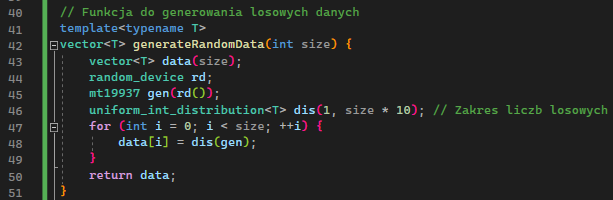 40 // Funkcja do generowania losowych danych
41 template<typename T>
42 vector<T> generateRandomData(int size) {
43     vector<T> data(size);
44     random_device rd;
45     mt19937 gen(rd());
46     uniform_int_distribution<T> dis(1, size * 10); // Zakres liczb losowych
47     for (int i = 0; i < size; ++i) {
48         data[i] = dis(gen);
49     }
50     return data;
51 }